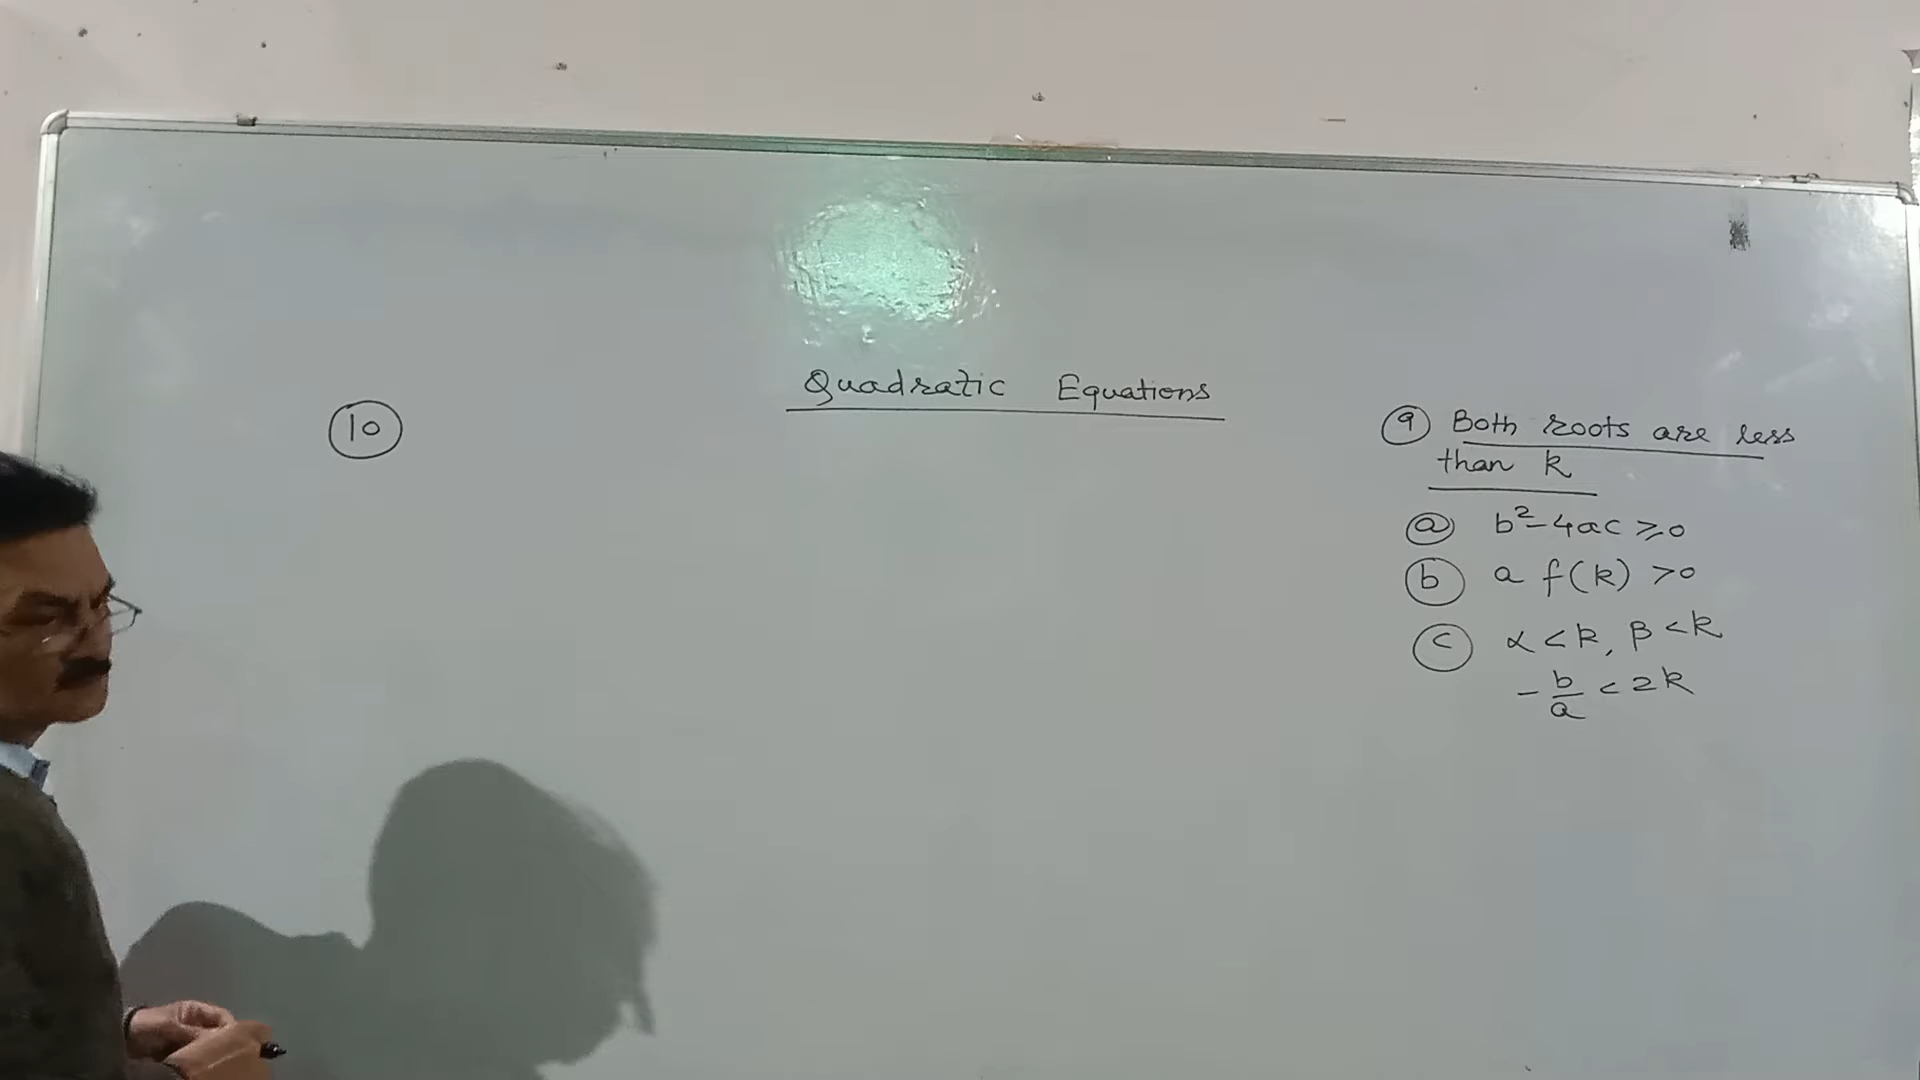 Quadratic Equations
10
9 Both roots are less
than k
a b²-4ac ⩾0
b a f(k) >0
c α<k, β<k
-b/a <2k